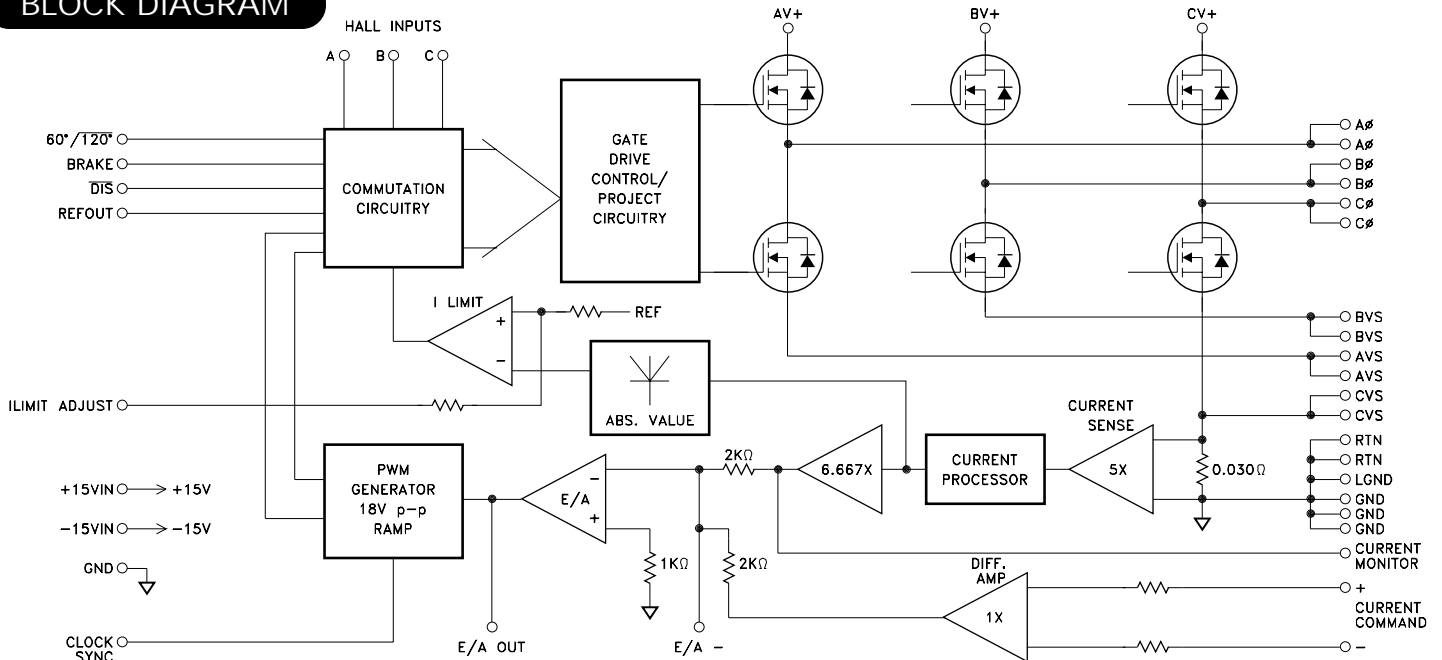 BLOCK DIAGRAM
HALL INPUTS
A
B
C
AV+
BV+
CV+
60°/120°
BRAKE
DIS
REFOUT
COMMUTATION
CIRCUITRY
GATE
DRIVE
CONTROL/
PROJECT
CIRCUITRY
AØ
AØ
BØ
BØ
CØ
CØ
I LIMIT
+
−
REF
ILIMIT ADJUST
ABS. VALUE
BVS
BVS
AVS
AVS
CVS
CVS
RTN
RTN
LGND
GND
GND
GND
CURRENT
SENSE
5X
0.030Ω
CURRENT
PROCESSOR
6.667X
2KΩ
E/A
−
+
1KΩ
2KΩ
PWM
GENERATOR
18V p-p
RAMP
+15VIN
+15V
−15VIN
−15V
GND
CLOCK
SYNC
E/A OUT
E/A −
DIFF.
AMP
1X
CURRENT
MONITOR
+
CURRENT
COMMAND
−